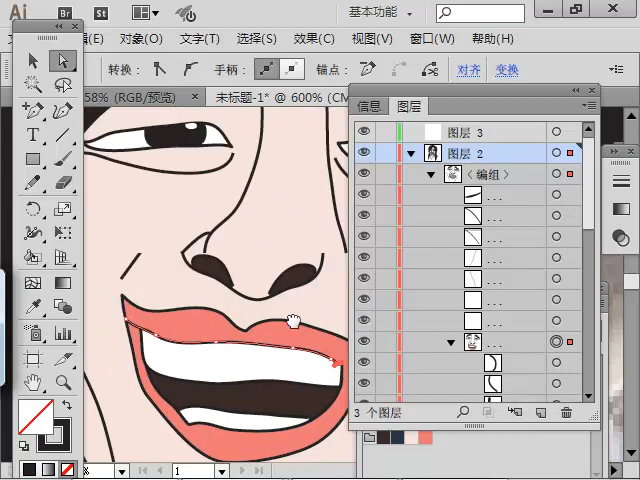 Ai Br St 基本功能
(E) 对象(O) 文字(T) 选择(S) 效果(C) 视图(V) 窗口(W) 帮助(H)
转换： 手柄： 锚点： 对齐 变换
58% (RGB/预览) × 未标题-1* @ 600% (CM
信息 图层
图层 3
图层 2
〈编组〉
...
...
...
...
...
...
...
...
3 个图层
% 1